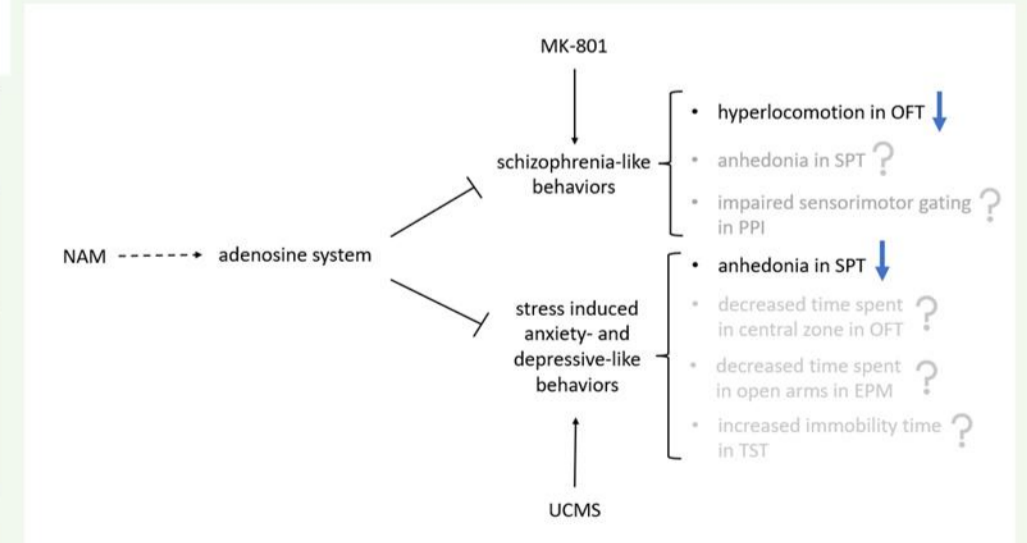 MK-801
schizophrenia-like
behaviors
• hyperlocomotion in OFT
• anhedonia in SPT ?
• impaired sensorimotor gating ?
in PPI
NAM
adenosine system
• anhedonia in SPT
stress induced
anxiety- and
depressive-like
behaviors
• decreased time spent ?
in central zone in OFT
• decreased time spent ?
in open arms in EPM
• increased immobility time ?
in TST
UCMS